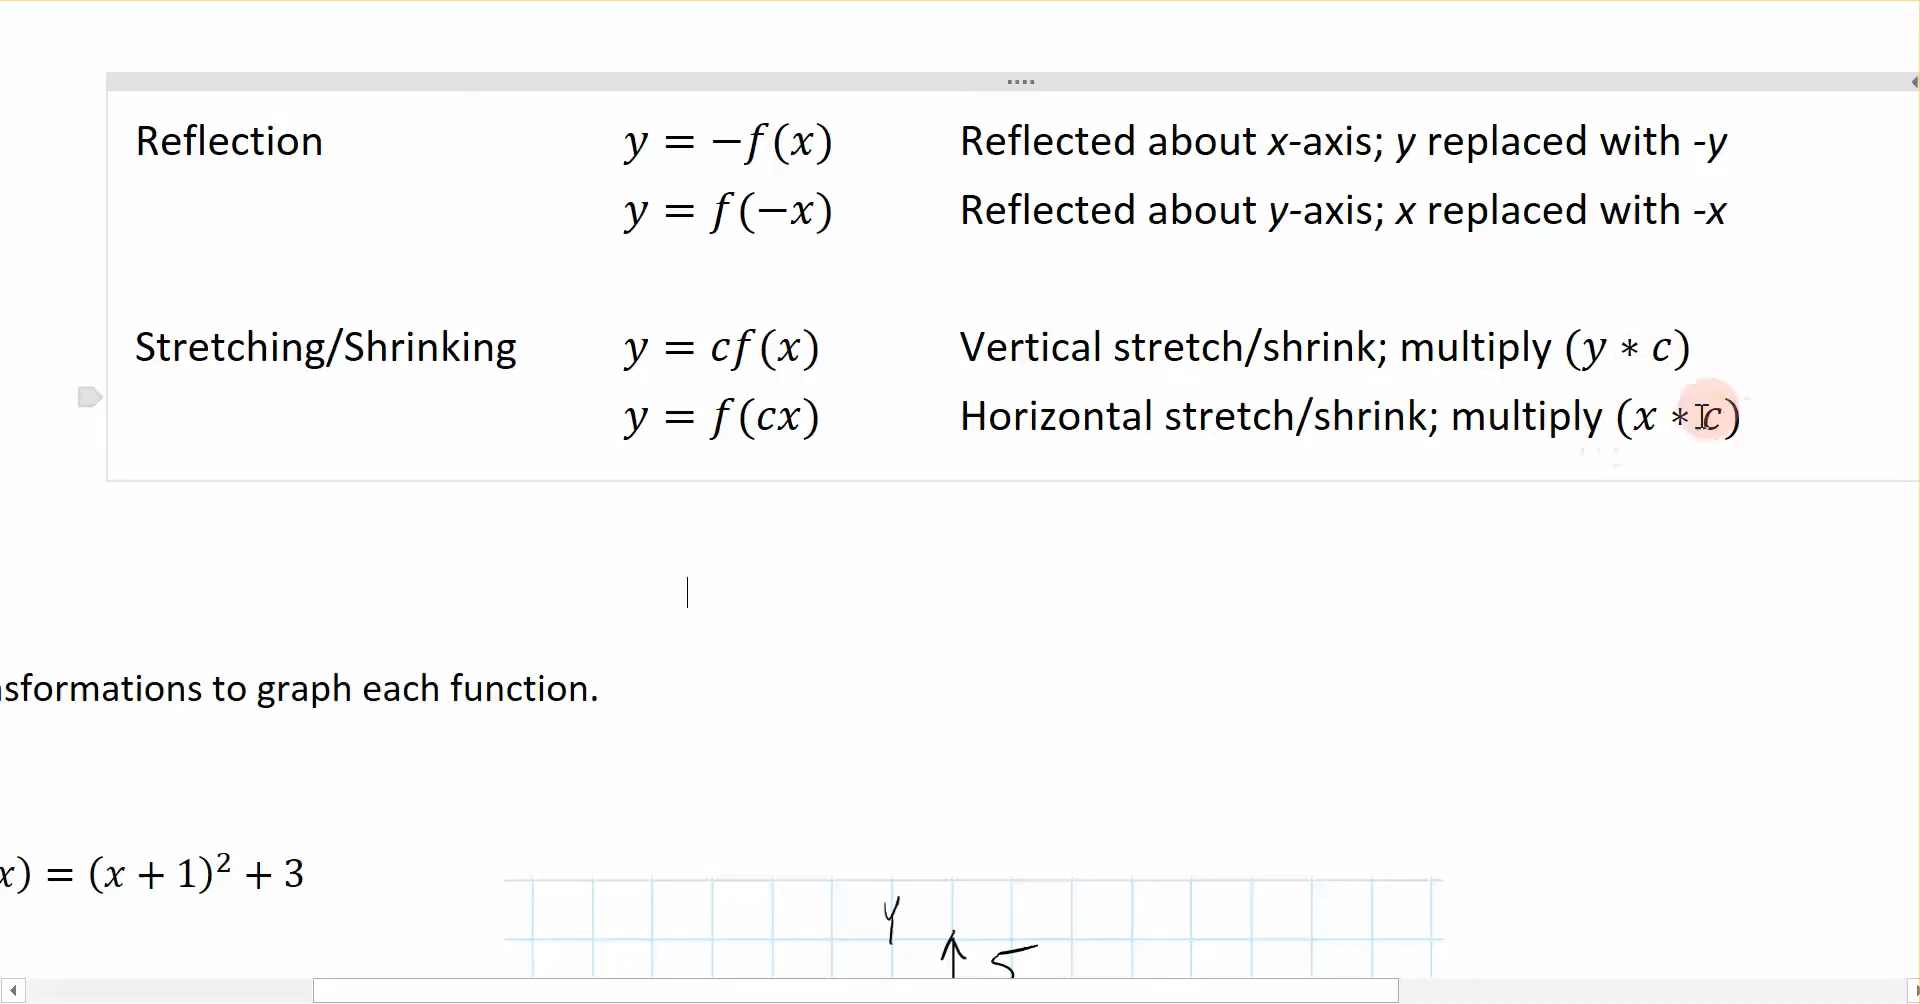 Reflection y = −f(x) Reflected about x-axis; y replaced with -y
y = f(−x) Reflected about y-axis; x replaced with -x
Stretching/Shrinking y = cf(x) Vertical stretch/shrink; multiply (y * c)
y = f(cx) Horizontal stretch/shrink; multiply (x * c)
nsformations to graph each function.
x) = (x + 1)² + 3
y
5